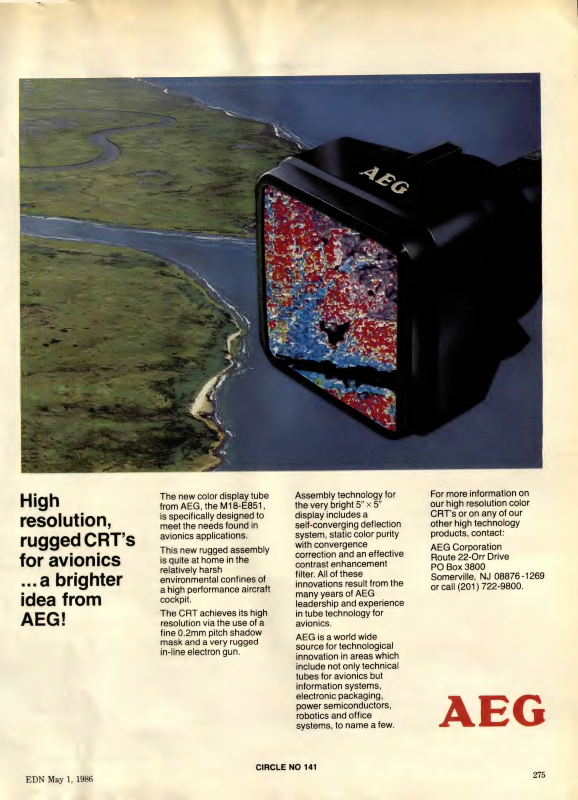 AEG
High
resolution,
rugged CRT's
for avionics
...a brighter
idea from
AEG!
The new color display tube
from AEG, the M18-E851,
is specifically designed to
meet the needs found in
avionics applications.
This new rugged assembly
is quite at home in the
relatively harsh
environmental confines of
a high performance aircraft
cockpit.
The CRT achieves its high
resolution via the use of a
fine 0.2mm pitch shadow
mask and a very rugged
in-line electron gun.
Assembly technology for
the very bright 5" × 5"
display includes a
self-converging deflection
system, static color purity
with convergence
correction and an effective
contrast enhancement
filter. All of these
innovations result from the
many years of AEG
leadership and experience
in tube technology for
avionics.
AEG is a world wide
source for technological
innovation in areas which
include not only technical
tubes for avionics but
information systems,
electronic packaging,
power semiconductors,
robotics and office
systems, to name a few.
For more information on
our high resolution color
CRT's or on any of our
other high technology
products, contact:
AEG Corporation
Route 22-Orr Drive
PO Box 3800
Somerville, NJ 08876-1269
or call (201) 722-9800.
AEG
CIRCLE NO 141
EDN May 1, 1986
275